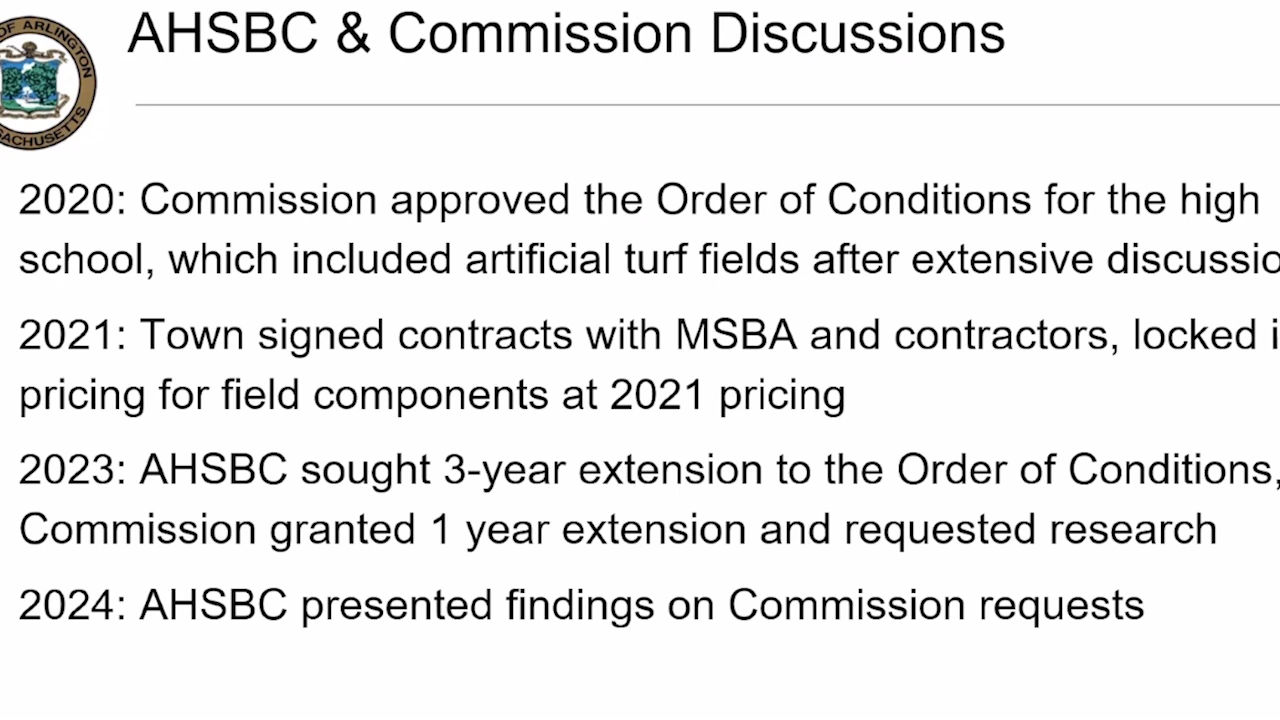 OF ARLINGTON
AHSBC & Commission Discussions
2020: Commission approved the Order of Conditions for the high
school, which included artificial turf fields after extensive discussio
2021: Town signed contracts with MSBA and contractors, locked i
pricing for field components at 2021 pricing
2023: AHSBC sought 3-year extension to the Order of Conditions,
Commission granted 1 year extension and requested research
2024: AHSBC presented findings on Commission requests